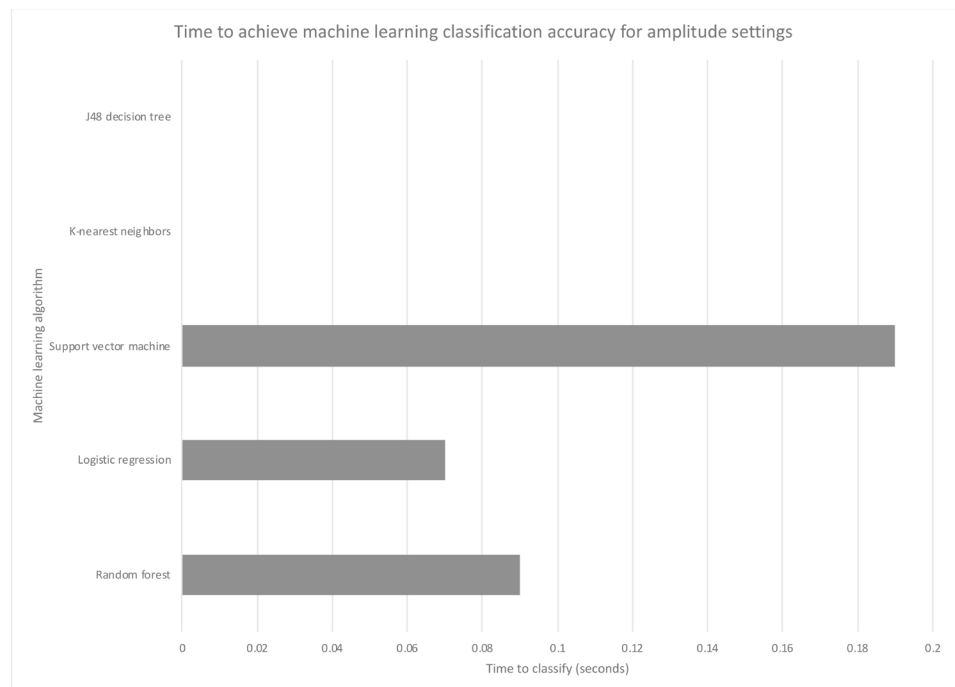 Time to achieve machine learning classification accuracy for amplitude settings
Machine learning algorithm
J48 decision tree
K-nearest neighbors
Support vector machine
Logistic regression
Random forest
0 0.02 0.04 0.06 0.08 0.1 0.12 0.14 0.16 0.18 0.2
Time to classify (seconds)